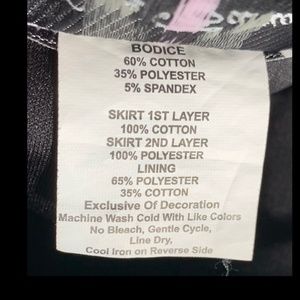 BODICE
60% COTTON
35% POLYESTER
5% SPANDEX
SKIRT 1ST LAYER
100% COTTON
SKIRT 2ND LAYER
100% POLYESTER
LINING
65% POLYESTER
35% COTTON
Exclusive Of Decoration
Machine Wash Cold With Like Colors
No Bleach, Gentle Cycle,
Line Dry,
Cool Iron on Reverse Side